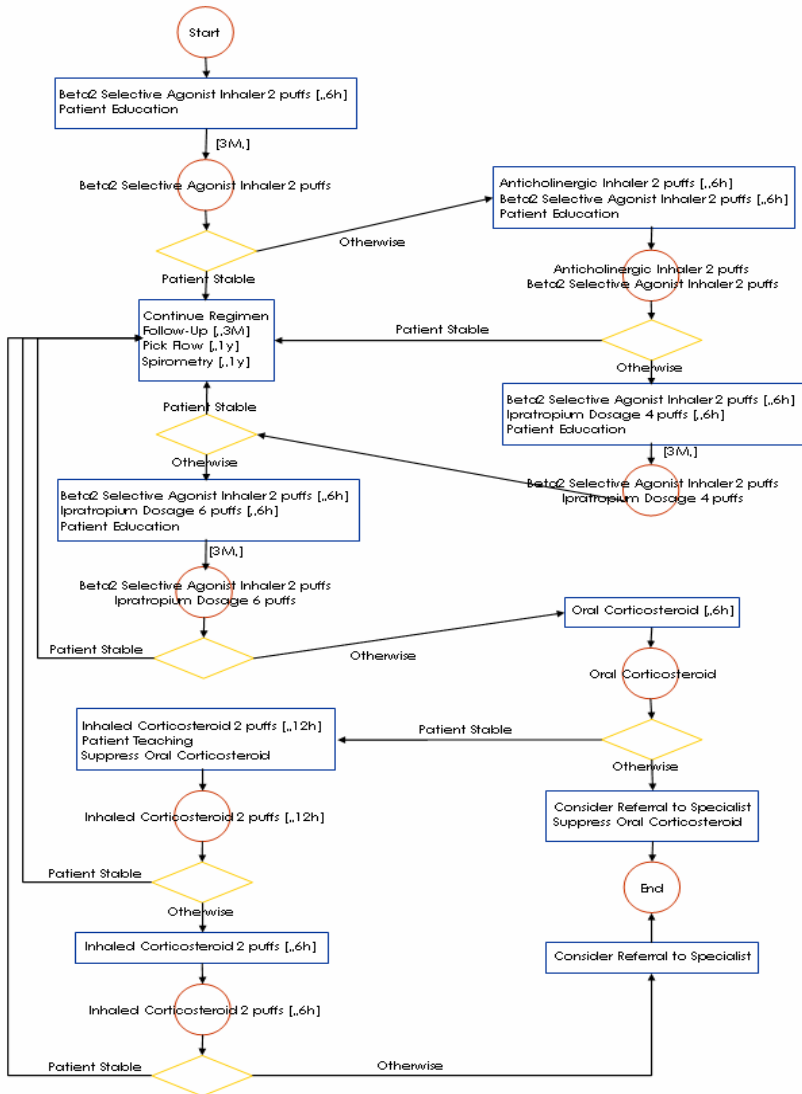 Start
Beta2 Selective Agonist Inhaler 2 puffs [,,6h]
Patient Education
[3M,]
Beta2 Selective Agonist Inhaler 2 puffs
Otherwise
Patient Stable
Anticholinergic Inhaler 2 puffs [,,6h]
Beta2 Selective Agonist Inhaler 2 puffs [,,6h]
Patient Education
Anticholinergic Inhaler 2 puffs
Beta2 Selective Agonist Inhaler 2 puffs
Patient Stable
Otherwise
Continue Regimen
Follow-Up [,,3M]
Pick Flow [,,1y]
Spirometry [,,1y]
Beta2 Selective Agonist Inhaler 2 puffs [,,6h]
Ipratropium Dosage 4 puffs [,,6h]
Patient Education
[3M,]
Beta2 Selective Agonist Inhaler 2 puffs
Ipratropium Dosage 4 puffs
Patient Stable
Otherwise
Beta2 Selective Agonist Inhaler 2 puffs [,,6h]
Ipratropium Dosage 6 puffs [,,6h]
Patient Education
[3M,]
Beta2 Selective Agonist Inhaler 2 puffs
Ipratropium Dosage 6 puffs
Patient Stable
Otherwise
Oral Corticosteroid [,,6h]
Oral Corticosteroid
Patient Stable
Otherwise
Inhaled Corticosteroid 2 puffs [,,12h]
Patient Teaching
Suppress Oral Corticosteroid
Consider Referral to Specialist
Suppress Oral Corticosteroid
Inhaled Corticosteroid 2 puffs [,,12h]
Patient Stable
Otherwise
End
Inhaled Corticosteroid 2 puffs [,,6h]
Consider Referral to Specialist
Inhaled Corticosteroid 2 puffs [,,6h]
Patient Stable
Otherwise